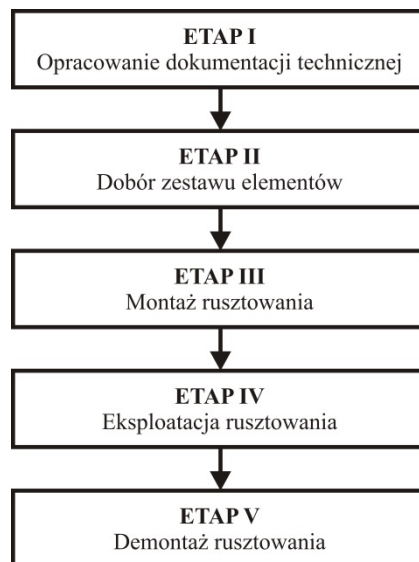 ETAP I
Opracowanie dokumentacji technicznej
ETAP II
Dobór zestawu elementów
ETAP III
Montaż rusztowania
ETAP IV
Eksploatacja rusztowania
ETAP V
Demontaż rusztowania